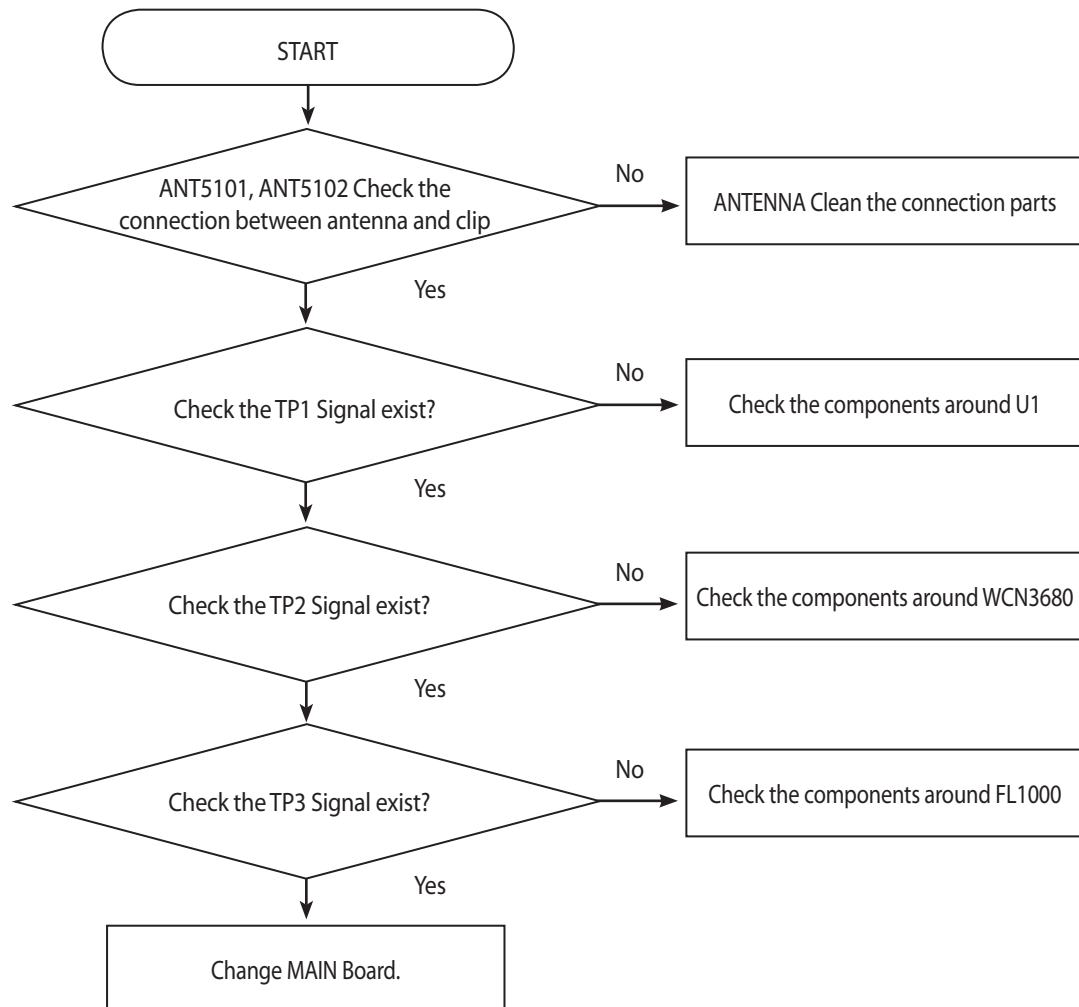 START
ANT5101, ANT5102 Check the
connection between antenna and clip
No
ANTENNA Clean the connection parts
Yes
Check the TP1 Signal exist?
No
Check the components around U1
Yes
Check the TP2 Signal exist?
No
Check the components around WCN3680
Yes
Check the TP3 Signal exist?
No
Check the components around FL1000
Yes
Change MAIN Board.